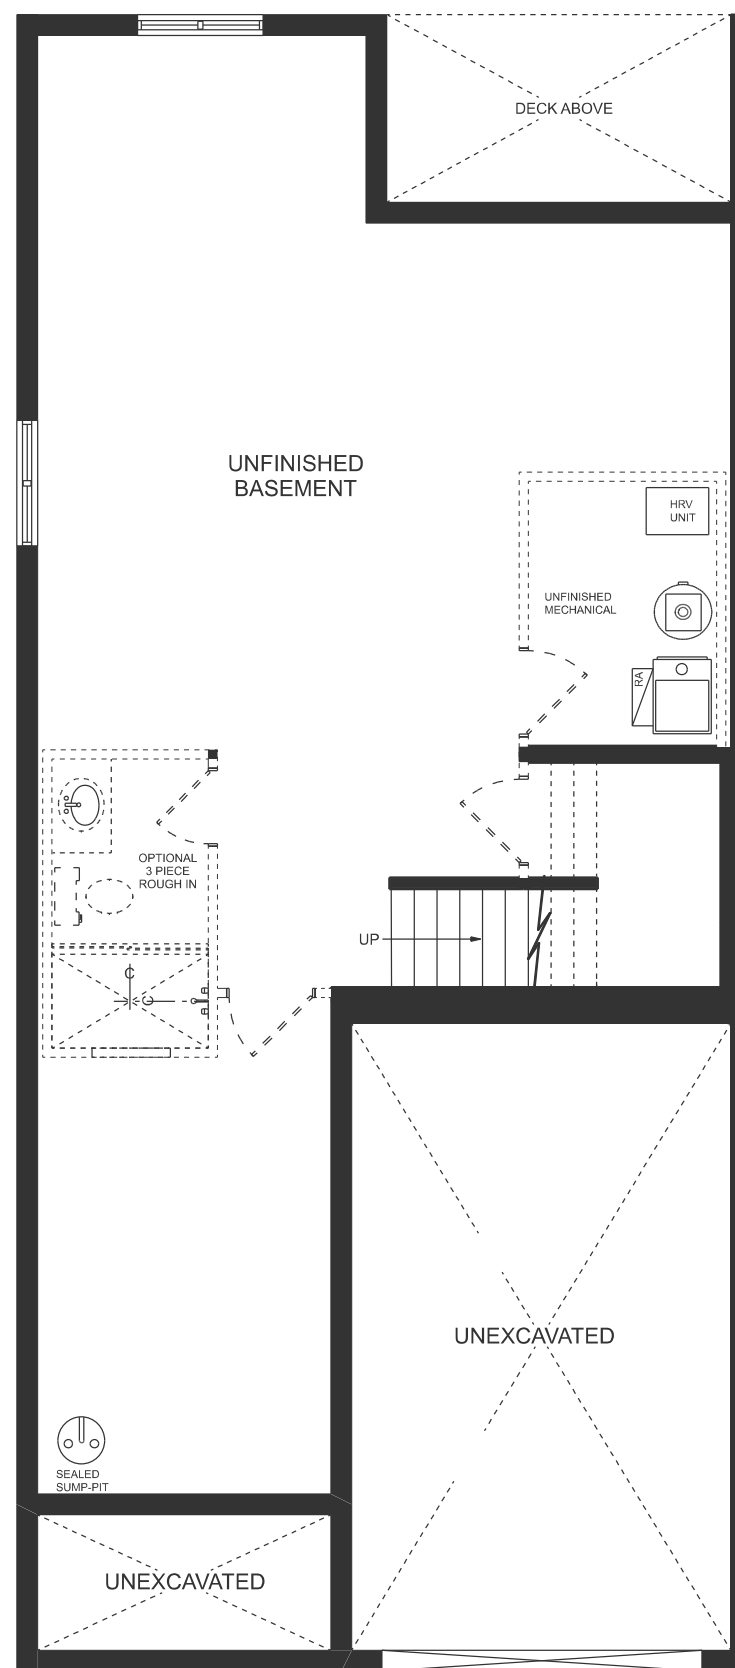 DECK ABOVE
UNFINISHED
BASEMENT
HRV
UNIT
UNFINISHED
MECHANICAL
RA
OPTIONAL
3 PIECE
ROUGH IN
UP
C
C
UNEXCAVATED
SEALED
SUMP-PIT
UNEXCAVATED